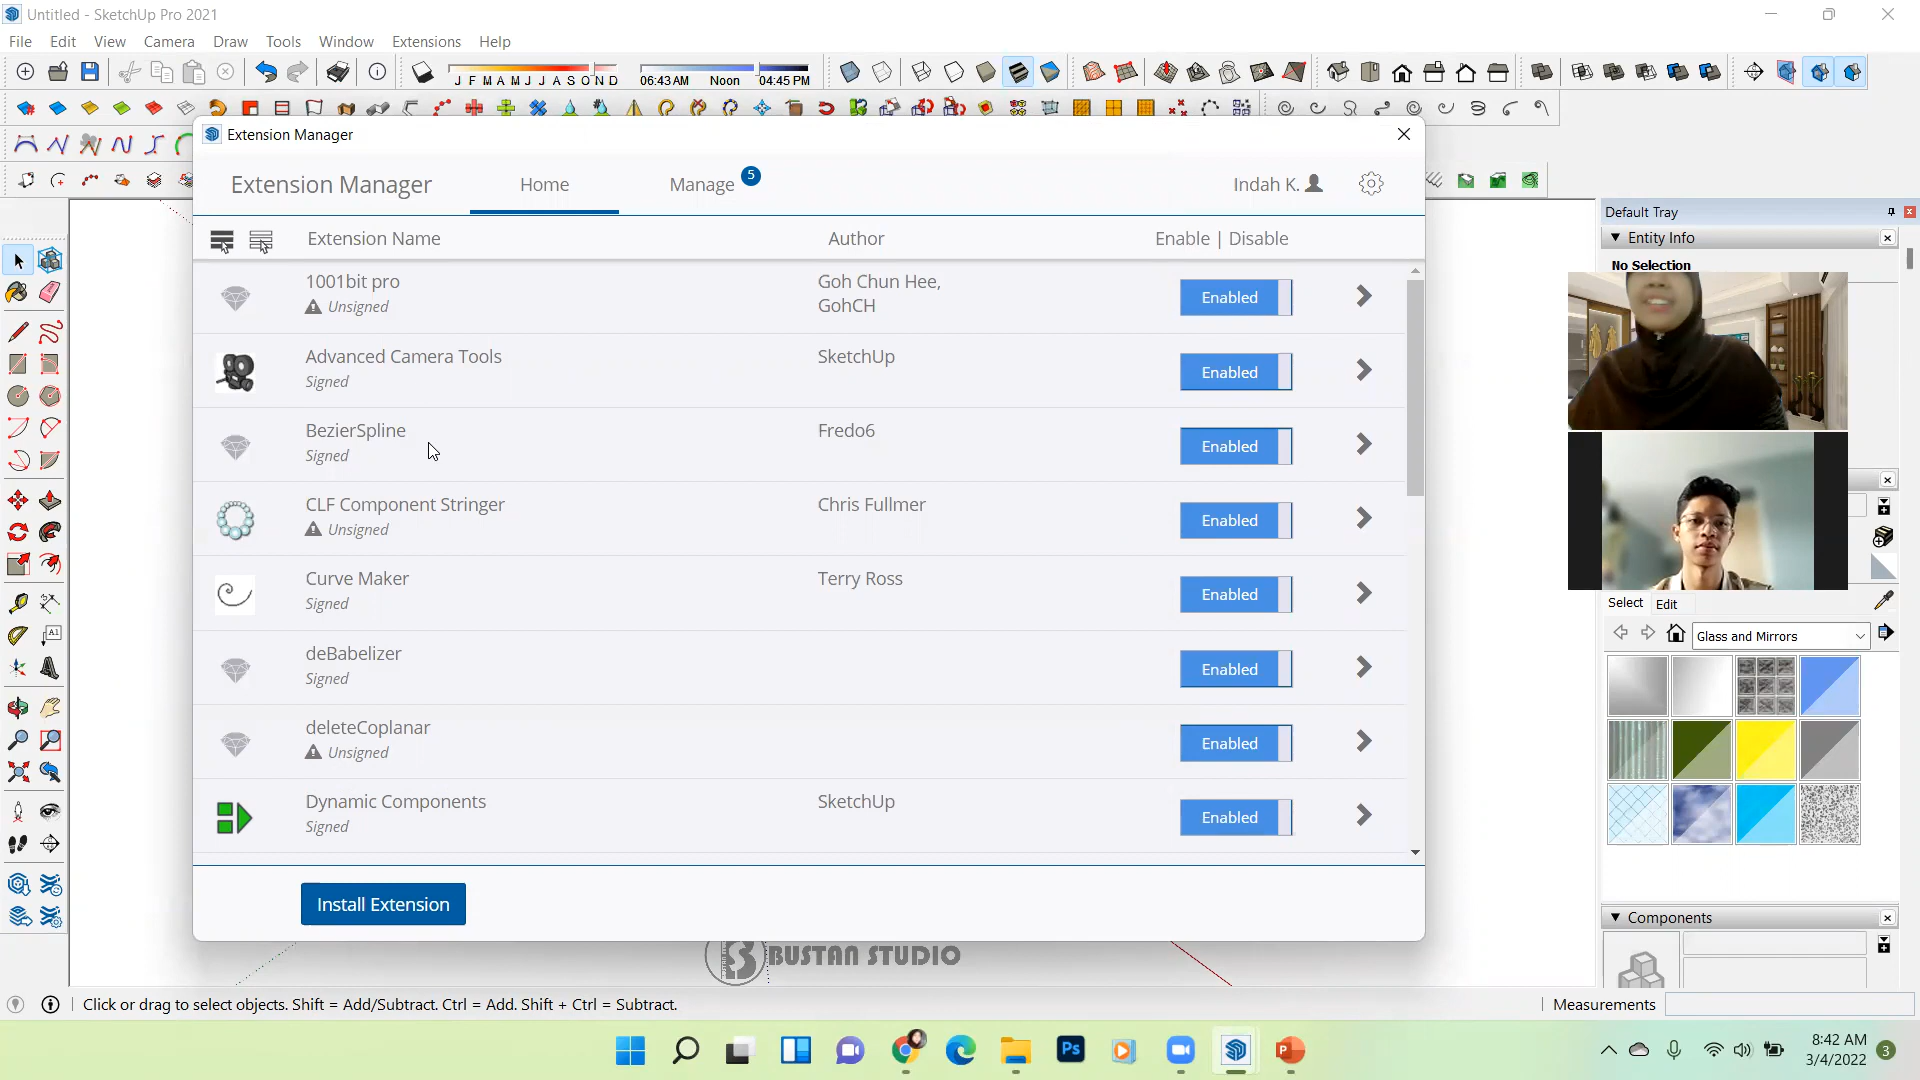 Untitled - SketchUp Pro 2021
File Edit View Camera Draw Tools Window Extensions Help
J F M A M J J A S O N D 06:43 AM Noon 04:45 PM
Extension Manager
Extension Manager Home Manage 5 Indah K.
Extension Name Author Enable | Disable
1001bit pro
Unsigned
Goh Chun Hee,
GohCH
Enabled
Advanced Camera Tools
Signed
SketchUp
Enabled
BezierSpline
Signed
Fredo6
Enabled
CLF Component Stringer
Unsigned
Chris Fullmer
Enabled
Curve Maker
Signed
Terry Ross
Enabled
deBabelizer
Signed
Enabled
deleteCoplanar
Unsigned
Enabled
Dynamic Components
Signed
SketchUp
Enabled
Install Extension
Default Tray
Entity Info
No Selection
Select Edit
Glass and Mirrors
Components
A1
BUSTAN STUDIO
Click or drag to select objects. Shift = Add/Subtract. Ctrl = Add. Shift + Ctrl = Subtract.
Measurements
Ps
8:42 AM
3/4/2022
3